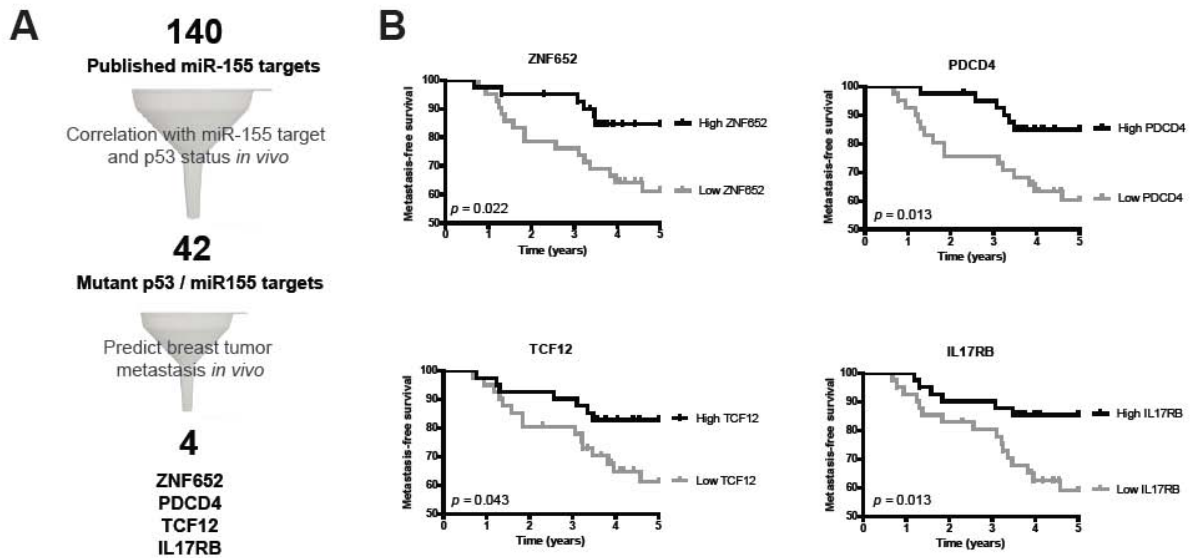 A
140
Published miR-155 targets
Correlation with miR-155 target
and p53 status in vivo
42
Mutant p53 / miR155 targets
Predict breast tumor
metastasis in vivo
4
ZNF652
PDCD4
TCF12
IL17RB
B
ZNF652
Metastasis-free survival
100
90
80
70
60
50
0 1 2 3 4 5
Time (years)
High ZNF652
Low ZNF652
p = 0.022
PDCD4
Metastasis-free survival
100
90
80
70
60
50
0 1 2 3 4 5
Time (years)
High PDCD4
Low PDCD4
p = 0.013
TCF12
Metastasis-free survival
100
90
80
70
60
50
0 1 2 3 4 5
Time (years)
High TCF12
Low TCF12
p = 0.043
IL17RB
Metastasis-free survival
100
90
80
70
60
50
0 1 2 3 4 5
Time (years)
High IL17RB
Low IL17RB
p = 0.013